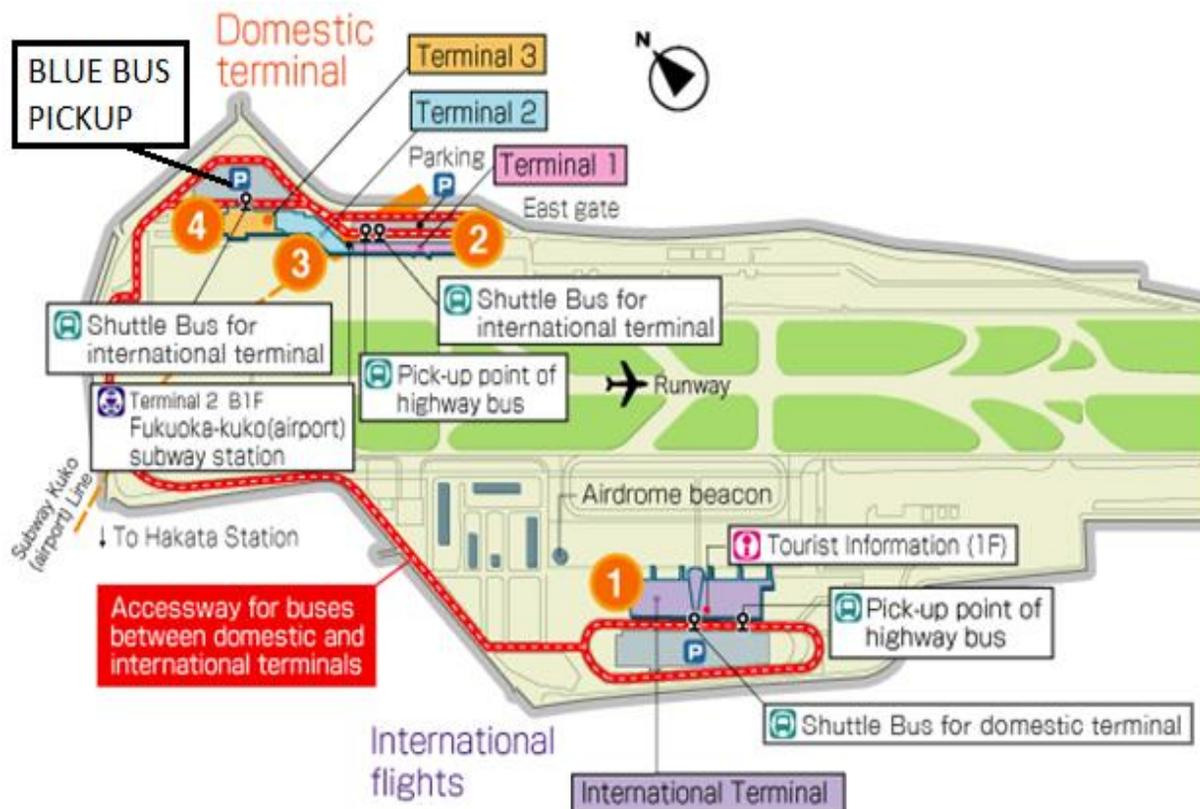 Domestic
terminal
BLUE BUS
PICKUP
Terminal 3
N
Terminal 2
Parking
P
Terminal 1
East gate
P
4
3
2
Shuttle Bus for
international terminal
Shuttle Bus for
international terminal
Pick-up point of
highway bus
Runway
Terminal 2 B1F
Fukuoka-kuko(airport)
subway station
Subway Kuko
(airport) Line
↓ To Hakata Station
Airdrome beacon
Tourist Information (1F)
1
Accessway for buses
between domestic and
international terminals
Pick-up point of
highway bus
P
Shuttle Bus for domestic terminal
International
flights
International Terminal